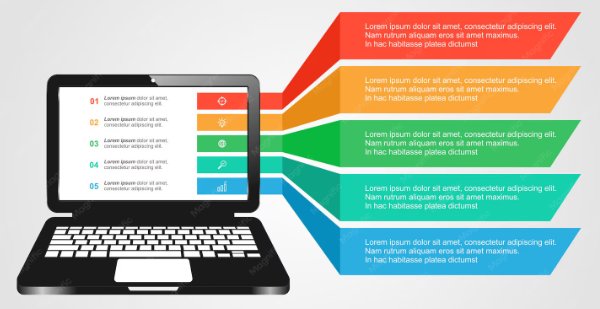 01
Lorem ipsum dolor sit amet,
consectetur adipiscing elit.
02
Lorem ipsum dolor sit amet,
consectetur adipiscing elit.
03
Lorem ipsum dolor sit amet,
consectetur adipiscing elit.
04
Lorem ipsum dolor sit amet,
consectetur adipiscing elit.
05
Lorem ipsum dolor sit amet,
consectetur adipiscing elit.
Lorem ipsum dolor sit amet, consectetur adipiscing elit.
Nam rutrum aliquam eros sit amet maximus.
In hac habitasse platea dictumst
Lorem ipsum dolor sit amet, consectetur adipiscing elit.
Nam rutrum aliquam eros sit amet maximus.
In hac habitasse platea dictumst
Lorem ipsum dolor sit amet, consectetur adipiscing elit.
Nam rutrum aliquam eros sit amet maximus.
In hac habitasse platea dictumst
Lorem ipsum dolor sit amet, consectetur adipiscing elit.
Nam rutrum aliquam eros sit amet maximus.
In hac habitasse platea dictumst
Lorem ipsum dolor sit amet, consectetur adipiscing elit.
Nam rutrum aliquam eros sit amet maximus.
In hac habitasse platea dictumst